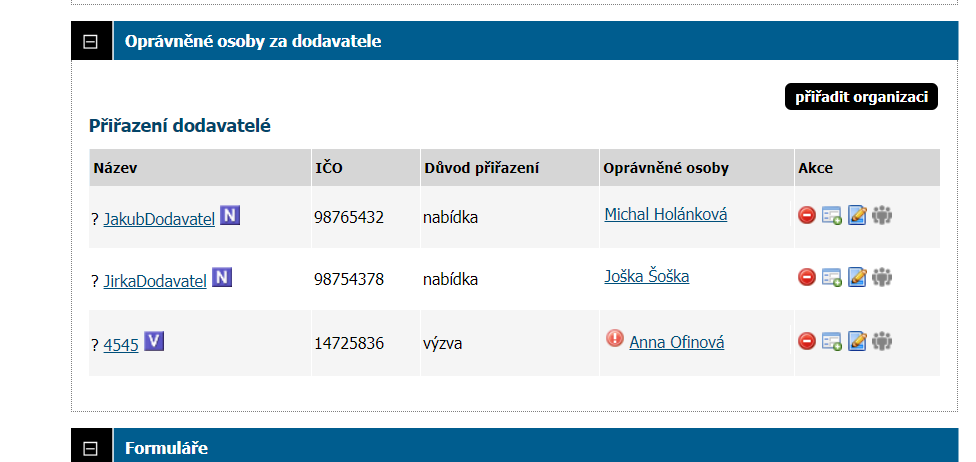 Oprávněné osoby za dodavatele
přiřadit organizaci
Přiřazení dodavatelé
Název IČO Důvod přiřazení Oprávněné osoby Akce
? JakubDodavatel N 98765432 nabídka Michal Holánková
? JirkaDodavatel N 98754378 nabídka Joška Šoška
? 4545 V 14725836 výzva Anna Ofinová
Formuláře